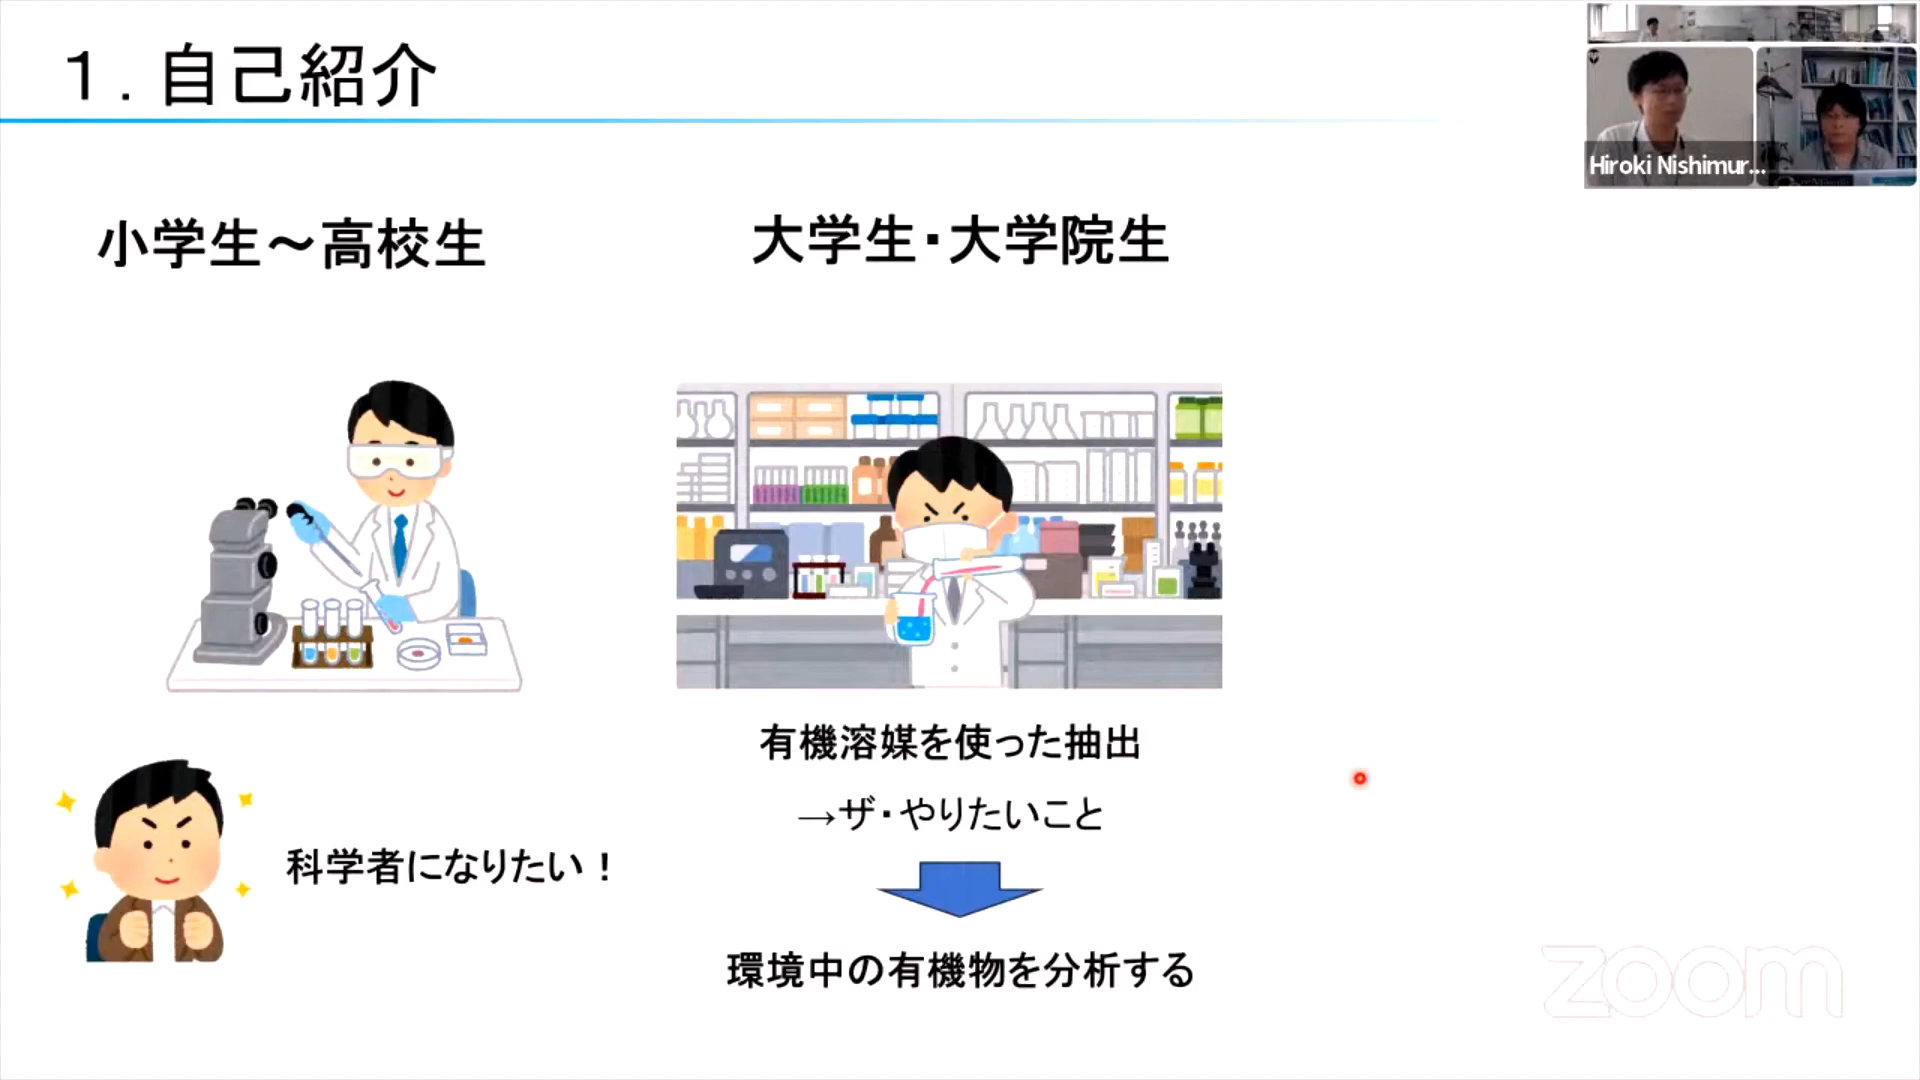 １．自己紹介
Hiroki Nishimur...
小学生～高校生
大学生・大学院生
有機溶媒を使った抽出
→ザ・やりたいこと
科学者になりたい！
環境中の有機物を分析する
zoom